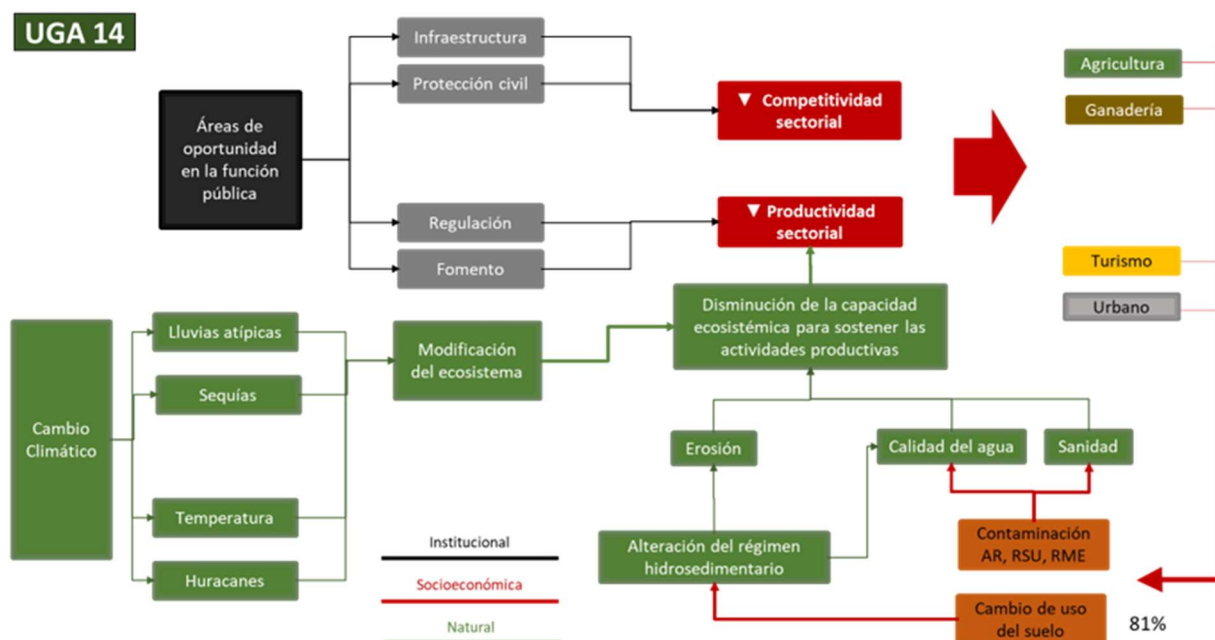 UGA 14
Infraestructura
Protección civil
Áreas de
oportunidad
en la función
pública
Regulación
Fomento
▼ Competitividad
sectorial
▼ Productividad
sectorial
Agricultura
Ganadería
Turismo
Urbano
Cambio
Climático
Lluvias atípicas
Sequías
Temperatura
Huracanes
Modificación
del ecosistema
Disminución de la capacidad
ecosistémica para sostener las
actividades productivas
Erosión
Calidad del agua
Sanidad
Alteración del régimen
hidrosedimentario
Contaminación
AR, RSU, RME
Cambio de uso
del suelo
81%
Institucional
Socioeconómica
Natural